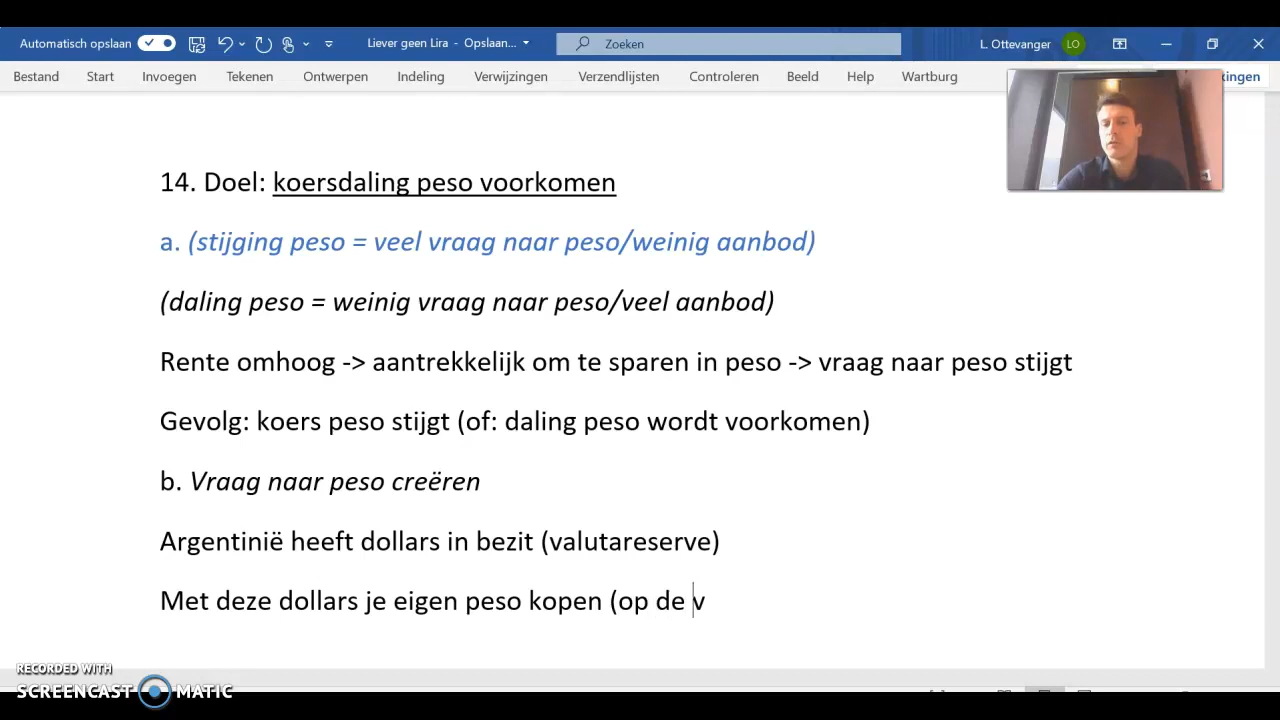 Automatisch opslaan Liever geen Lira - Opslaan... Zoeken L. Ottevanger LO
Bestand Start Invoegen Tekenen Ontwerpen Indeling Verwijzingen Verzendlijsten Controleren Beeld Help Wartburg
14. Doel: koersdaling peso voorkomen
a. (stijging peso = veel vraag naar peso/weinig aanbod)
(daling peso = weinig vraag naar peso/veel aanbod)
Rente omhoog -> aantrekkelijk om te sparen in peso -> vraag naar peso stijgt
Gevolg: koers peso stijgt (of: daling peso wordt voorkomen)
b. Vraag naar peso creëren
Argentinië heeft dollars in bezit (valutareserve)
Met deze dollars je eigen peso kopen (op de v
RECORDED WITH
SCREENCAST MATIC